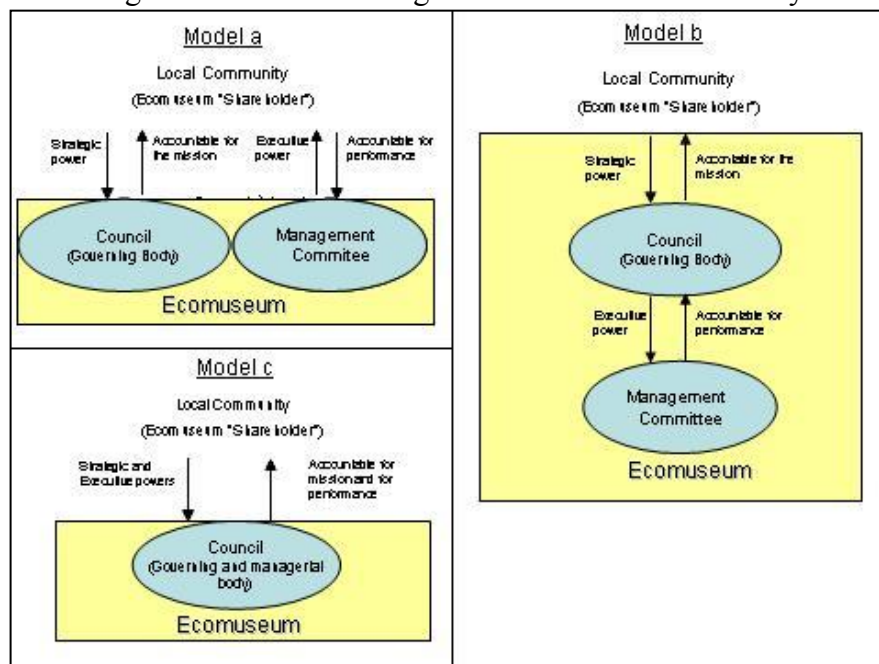 Model a
Local Community
(Ecomuseum "Shareholder")
Strategic
power
Accountable for
the mission
Executive
power
Accountable for
performance
Council
(Governing Body)
Management
Commitee
Ecomuseum
Model b
Local Community
(Ecomuseum "Shareholder")
Strategic
power
Accountable for the
mission
Council
(Governing Body)
Executive
power
Accountable for
performance
Management
Committee
Ecomuseum
Model c
Local Community
(Ecomuseum "Shareholder")
Strategic and
Executive powers
Accountable for
mission and for
performance
Council
(Governing and managerial
body)
Ecomuseum